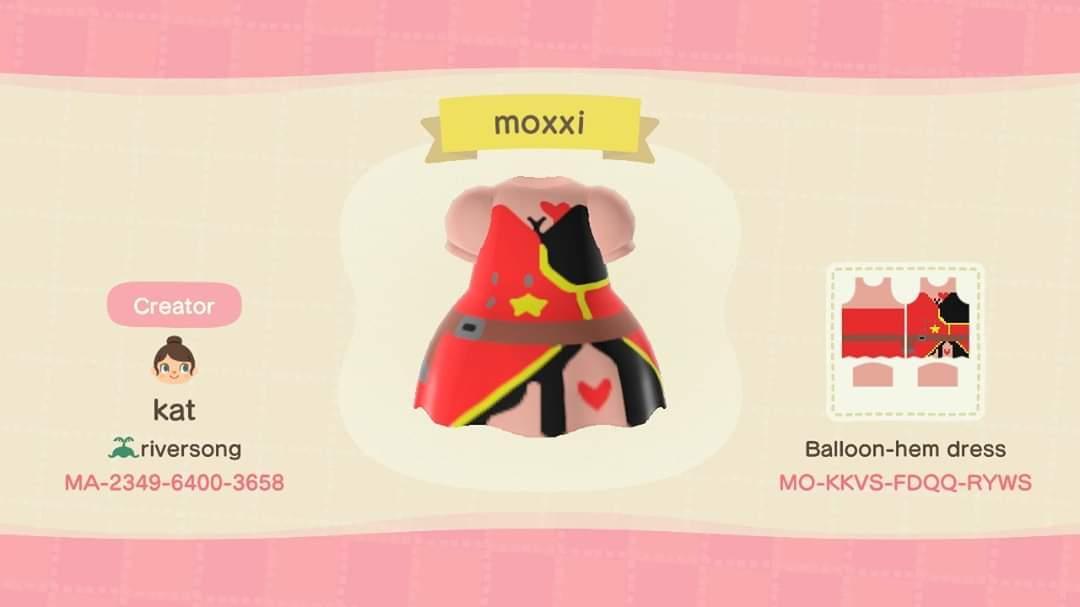 moxxi
Creator
kat
riversong
MA-2349-6400-3658
Balloon-hem dress
MO-KKVS-FDQQ-RYWS